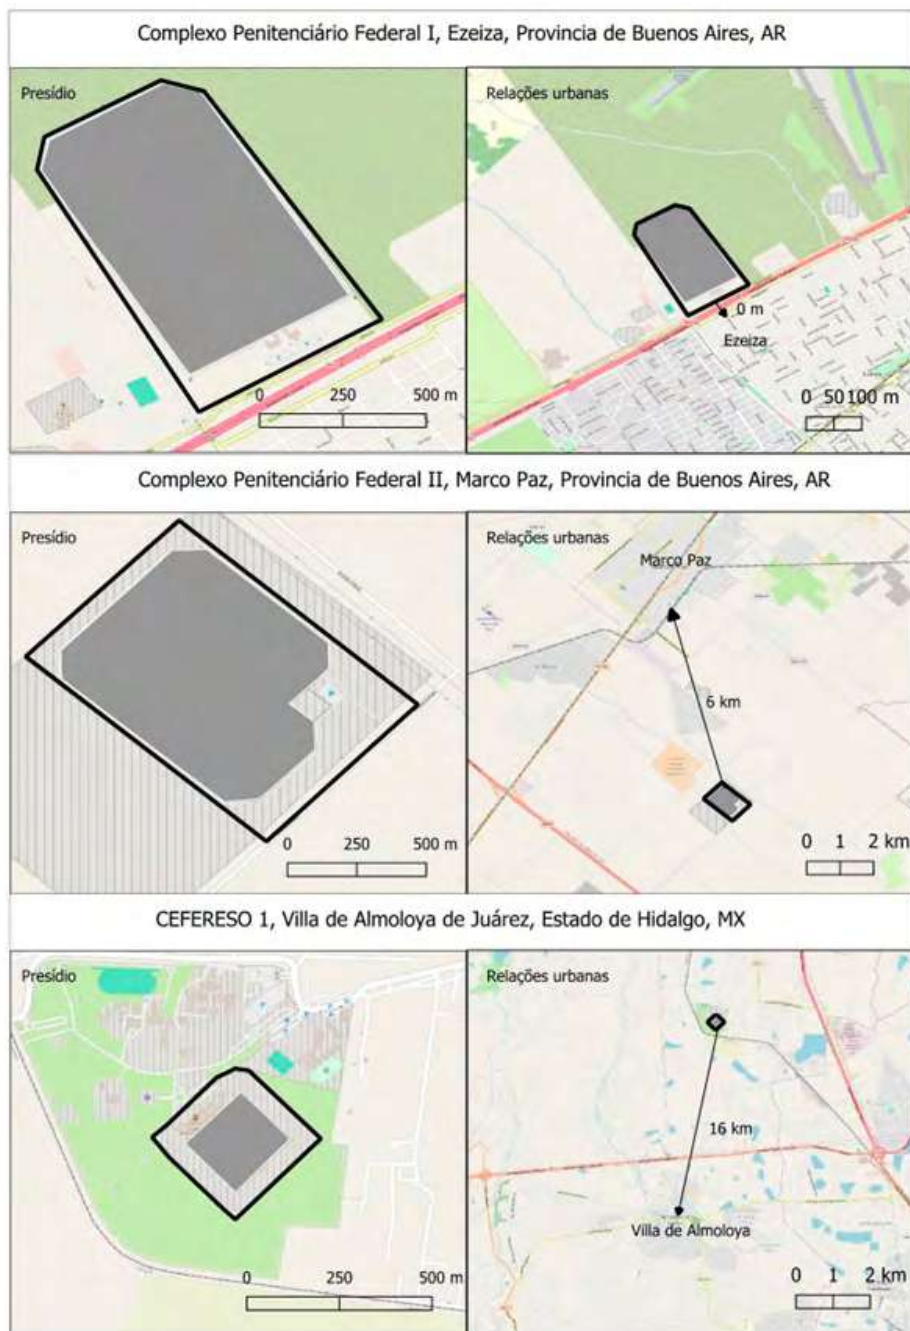 Complexo Penitenciário Federal I, Ezeiza, Provincia de Buenos Aires, AR
Presídio
0 250 500 m
Relações urbanas
0 m
Ezeiza
0 50100 m
Complexo Penitenciário Federal II, Marco Paz, Provincia de Buenos Aires, AR
Presídio
0 250 500 m
Relações urbanas
Marco Paz
6 km
0 1 2 km
CEFERESO 1, Villa de Almoloya de Juárez, Estado de Hidalgo, MX
Presídio
0 250 500 m
Relações urbanas
16 km
Villa de Almoloya
0 1 2 km